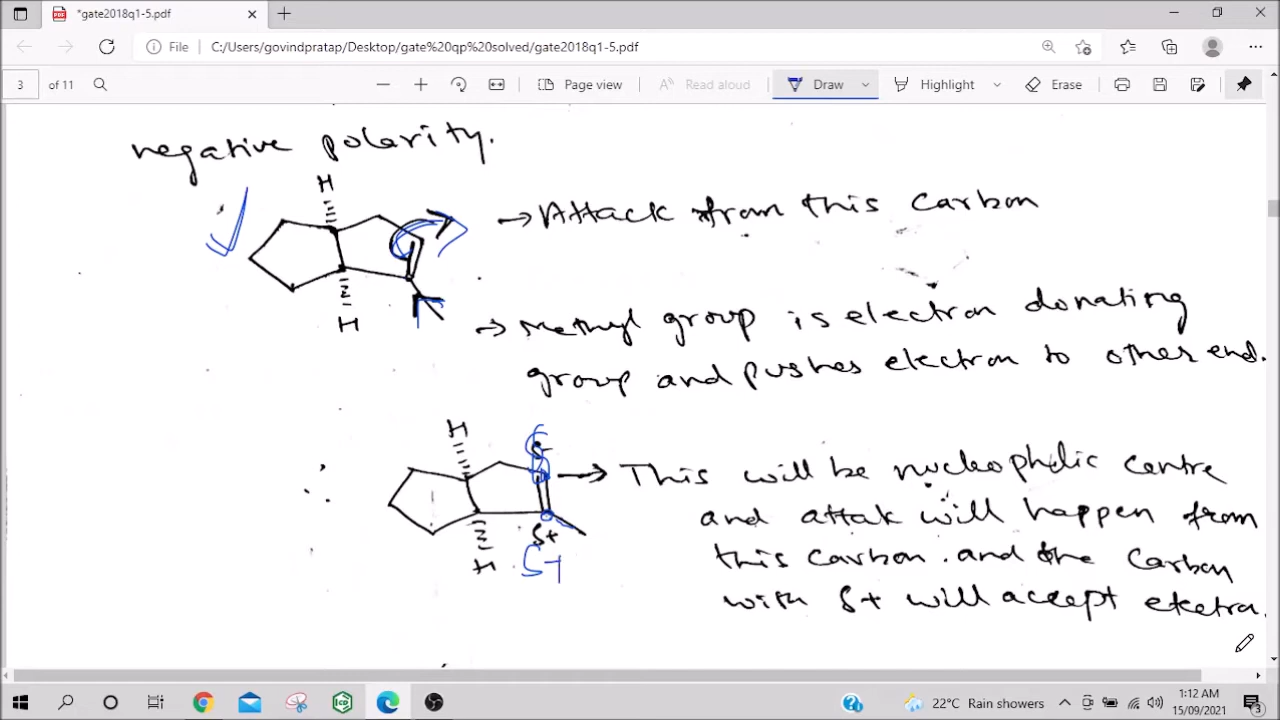 *gate2018q1-5.pdf
File C:/Users/govindpratap/Desktop/gate%20qp%20solved/gate2018q1-5.pdf
3 of 11 Page view Read aloud Draw Highlight Erase
negative polarity.
H
→ Attack from this carbon
H
→ Methyl group is electron donating
group and pushes electron to other end.
H
δ-
→ This will be nucleophilic centre
∴
and attak will happen from
δ+
H
δ+
this carbon. and the carbon
with δ+ will accept
22°C Rain showers
1:12 AM
15/09/2021
3